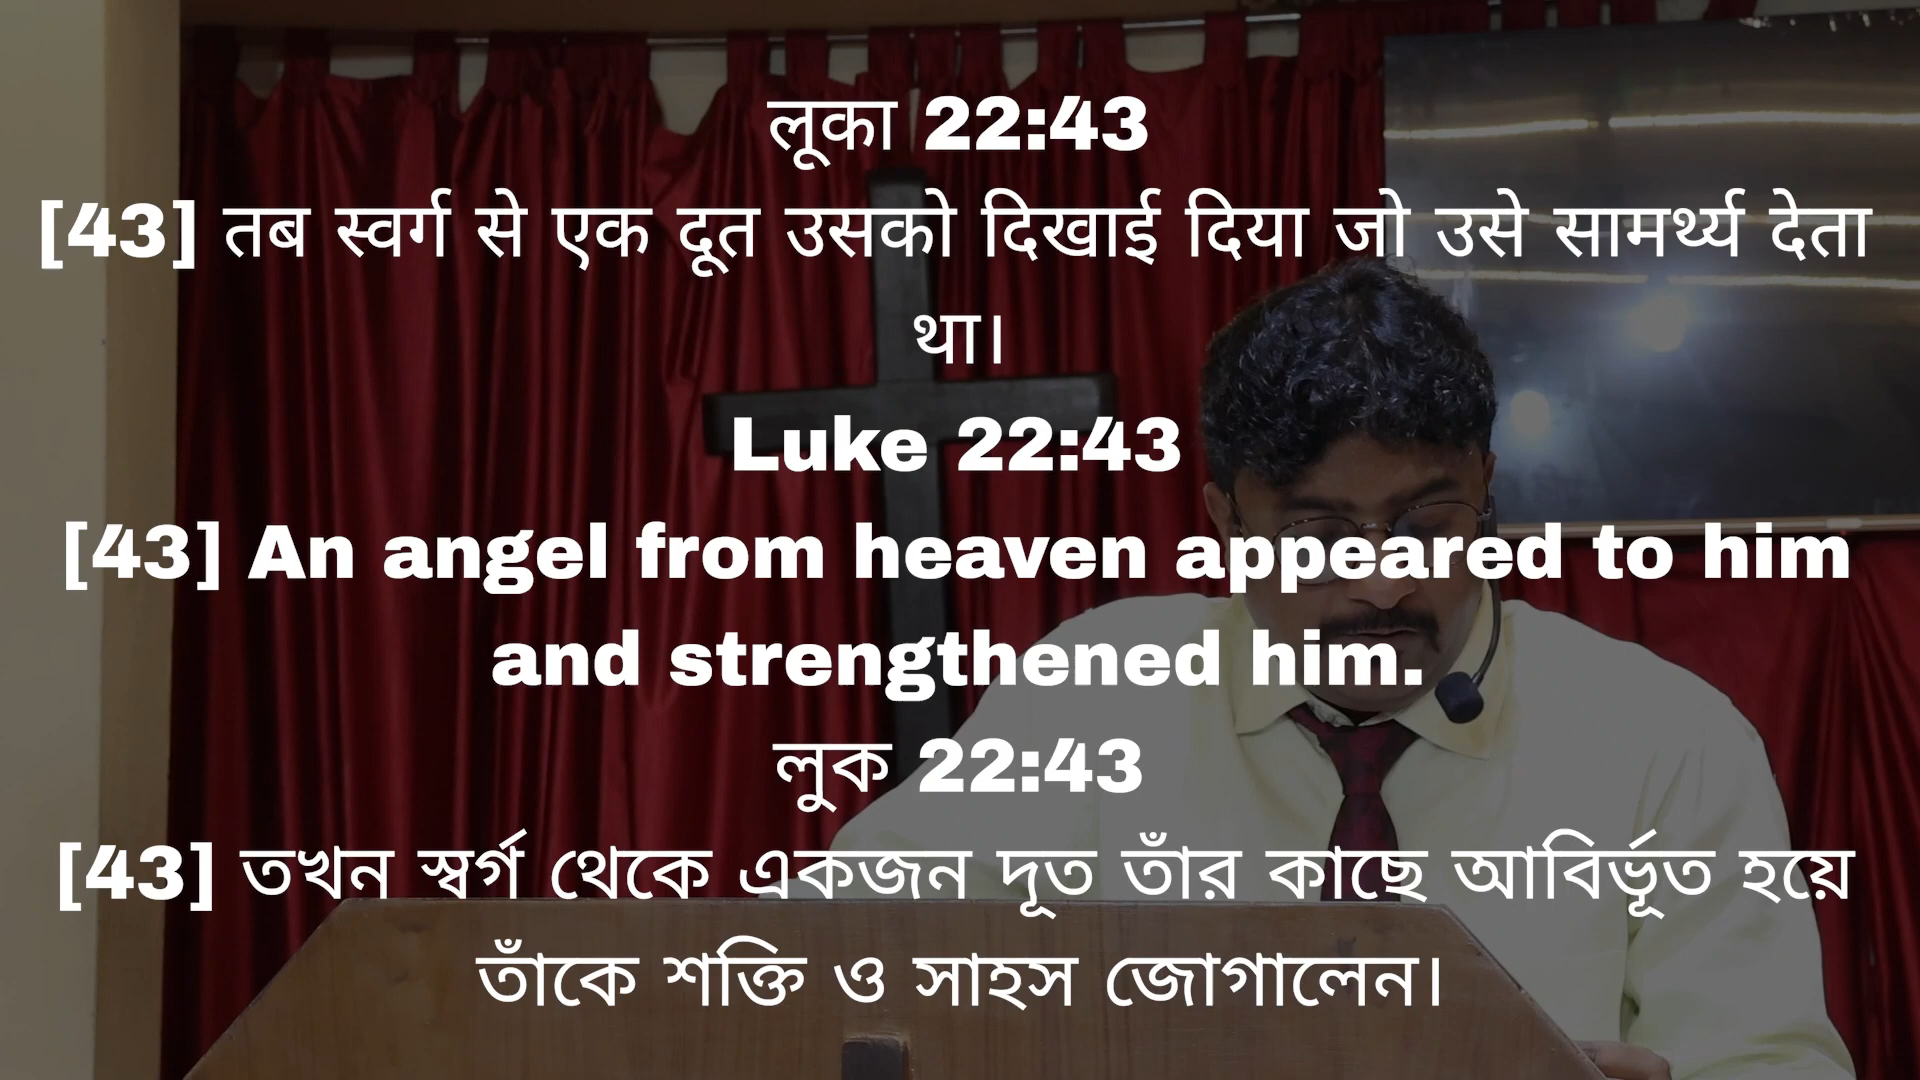 लूका 22:43
[43] तब स्वर्ग से एक दूत उसको दिखाई दिया जो उसे सामर्थ्य देता
था।
Luke 22:43
[43] An angel from heaven appeared to him
and strengthened him.
লুক 22:43
[43] তখন স্বর্গ থেকে একজন দূত তাঁর কাছে আবির্ভূত হয়ে
তাঁকে শক্তি ও সাহস জোগালেন।